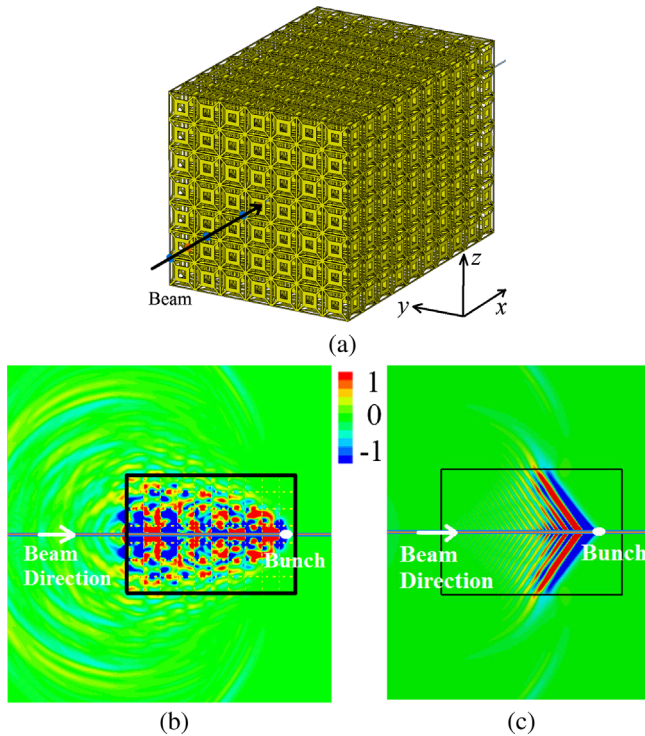 Beam
z
y
x
(a)
1
0
-1
Beam
Direction
Bunch
Beam
Direction
Bunch
(b)
(c)